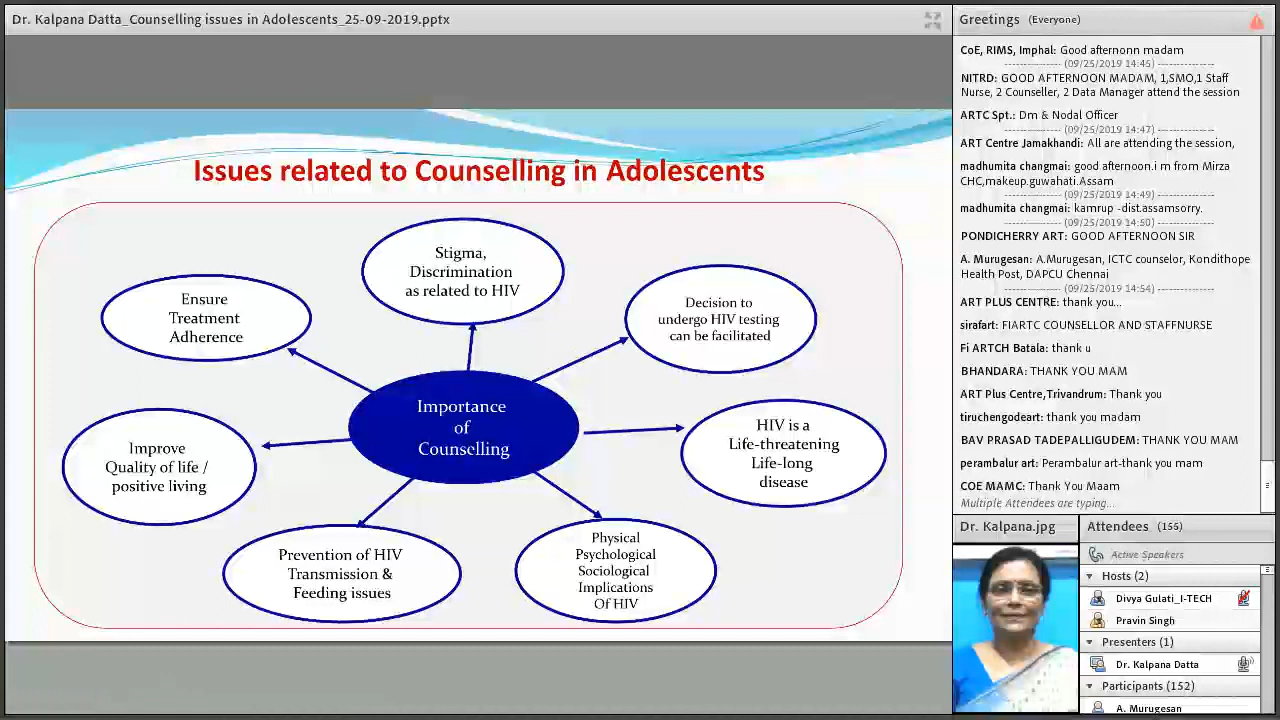 Dr. Kalpana Datta_Counselling issues in Adolescents_25-09-2019.pptx
Issues related to Counselling in Adolescents
Stigma,
Discrimination
as related to HIV
Ensure
Treatment
Adherence
Decision to
undergo HIV testing
can be facilitated
Importance
of
Counselling
Improve
Quality of life /
positive living
HIV is a
Life-threatening
Life-long
disease
Prevention of HIV
Transmission &
Feeding issues
Physical
Psychological
Sociological
Implications
Of HIV
Greetings (Everyone)
CoE, RIMS, Imphal: Good afternonn madam
---------------- (09/25/2019 14:46) ----------------
NITRD: GOOD AFTERNOON MADAM, 1,SMO,1 Staff
Nurse, 2 Counseller, 2 Data Manager attend the session
ARTC Spt.: Dm & Nodal Officer
---------------- (09/25/2019 14:47) ----------------
ART Centre Jamakhandi: All are attending the session,
madhumita changmai: good afternoon.i m from Mirza
CHC,makeup.guwahati.Assam
---------------- (09/25/2019 14:49) ----------------
madhumita changmai: kamrup -dist.assamsorry.
---------------- (09/25/2019 14:50) ----------------
PONDICHERRY ART: GOOD AFTERNOON SIR
A. Murugesan: A.Murugesan, ICTC counselor, Kondithope
Health Post, DAPCU Chennai
---------------- (09/25/2019 14:54) ----------------
ART PLUS CENTRE: thank you...
sirafart: FIARTC COUNSELLOR AND STAFFNURSE
Fi ARTCH Batala: thank u
BHANDARA: THANK YOU MAM
ART Plus Centre,Trivandrum: Thank you
tiruchengodeart: thank you madam
BAV PRASAD TADEPALLIGUDEM: THANK YOU MAM
perambalur art: Perambalur art-thank you mam
COE MAMC: Thank You Maam
Multiple Attendees are typing...
Dr. Kalpana.jpg
Attendees (155)
Active Speakers
Hosts (2)
Divya Gulati_I-TECH
Pravin Singh
Presenters (1)
Dr. Kalpana Datta
Participants (152)
A. Murugesan